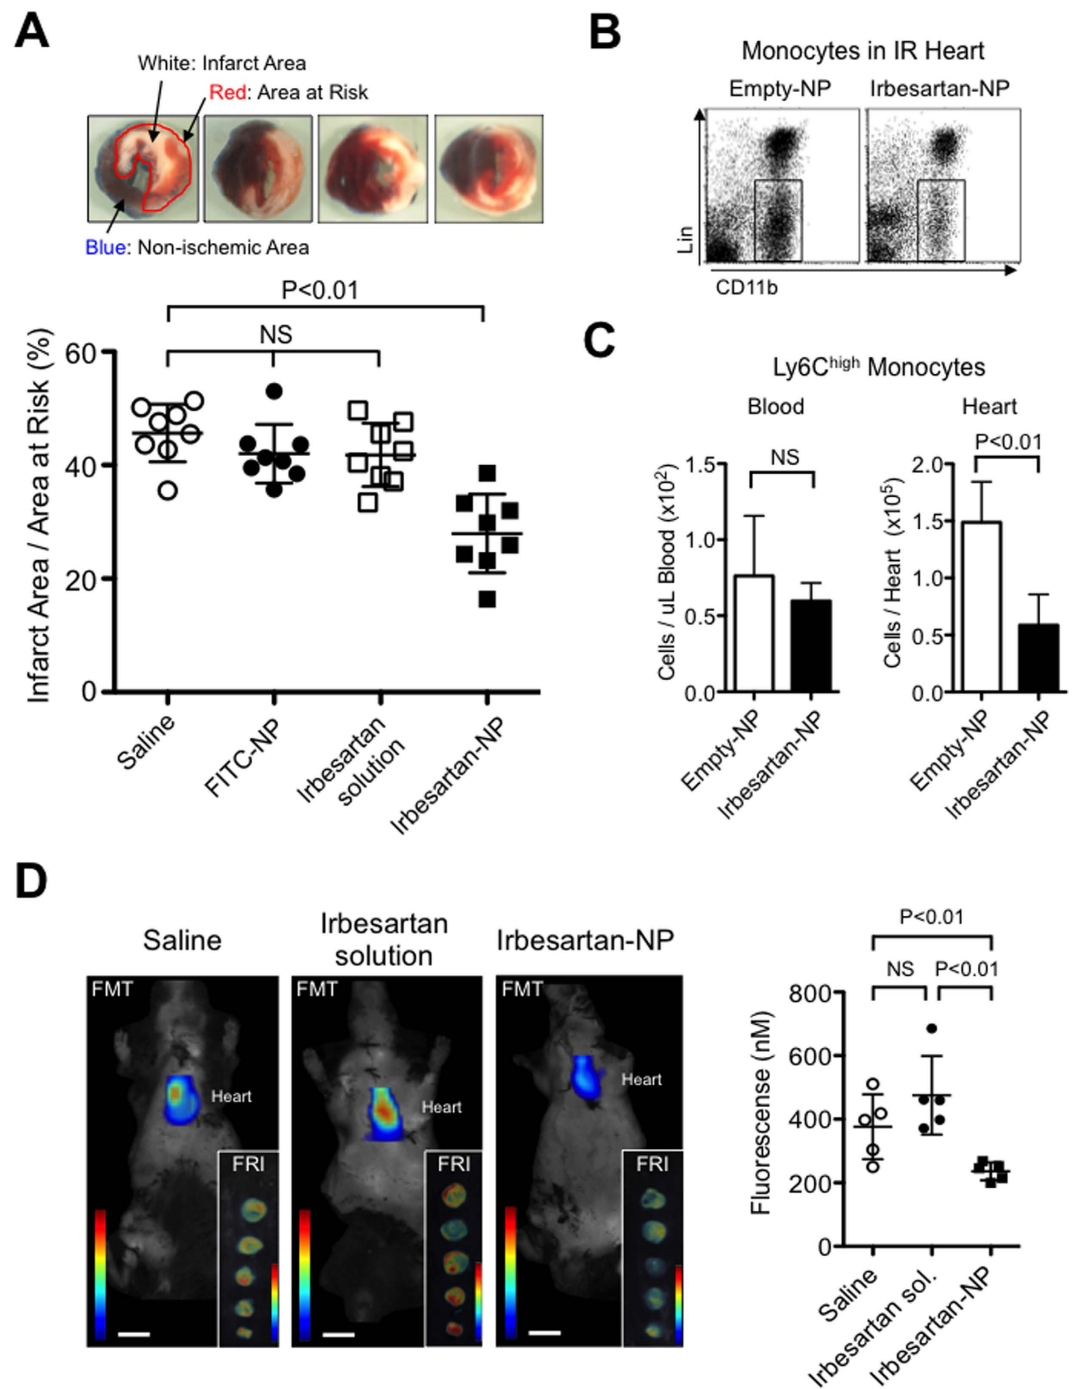 A
White: Infarct Area
Red: Area at Risk
Blue: Non-ischemic Area
P<0.01
NS
Infarct Area / Area at Risk (%)
60
40
20
0
Saline
FITC-NP
Irbesartan
solution
Irbesartan-NP
B
Monocytes in IR Heart
Empty-NP
Irbesartan-NP
Lin
CD11b
C
Ly6Chigh Monocytes
Blood
Heart
NS
P<0.01
Cells / uL Blood (x10²)
1.5
1.0
0.5
0.0
Empty-NP
Irbesartan-NP
Cells / Heart (x10⁵)
2.0
1.5
1.0
0.5
0.0
Empty-NP
Irbesartan-NP
D
Saline
Irbesartan
solution
Irbesartan-NP
FMT
Heart
FRI
FMT
Heart
FRI
FMT
Heart
FRI
P<0.01
NS
P<0.01
Fluorescense (nM)
800
600
400
200
0
Saline
Irbesartan sol.
Irbesartan-NP